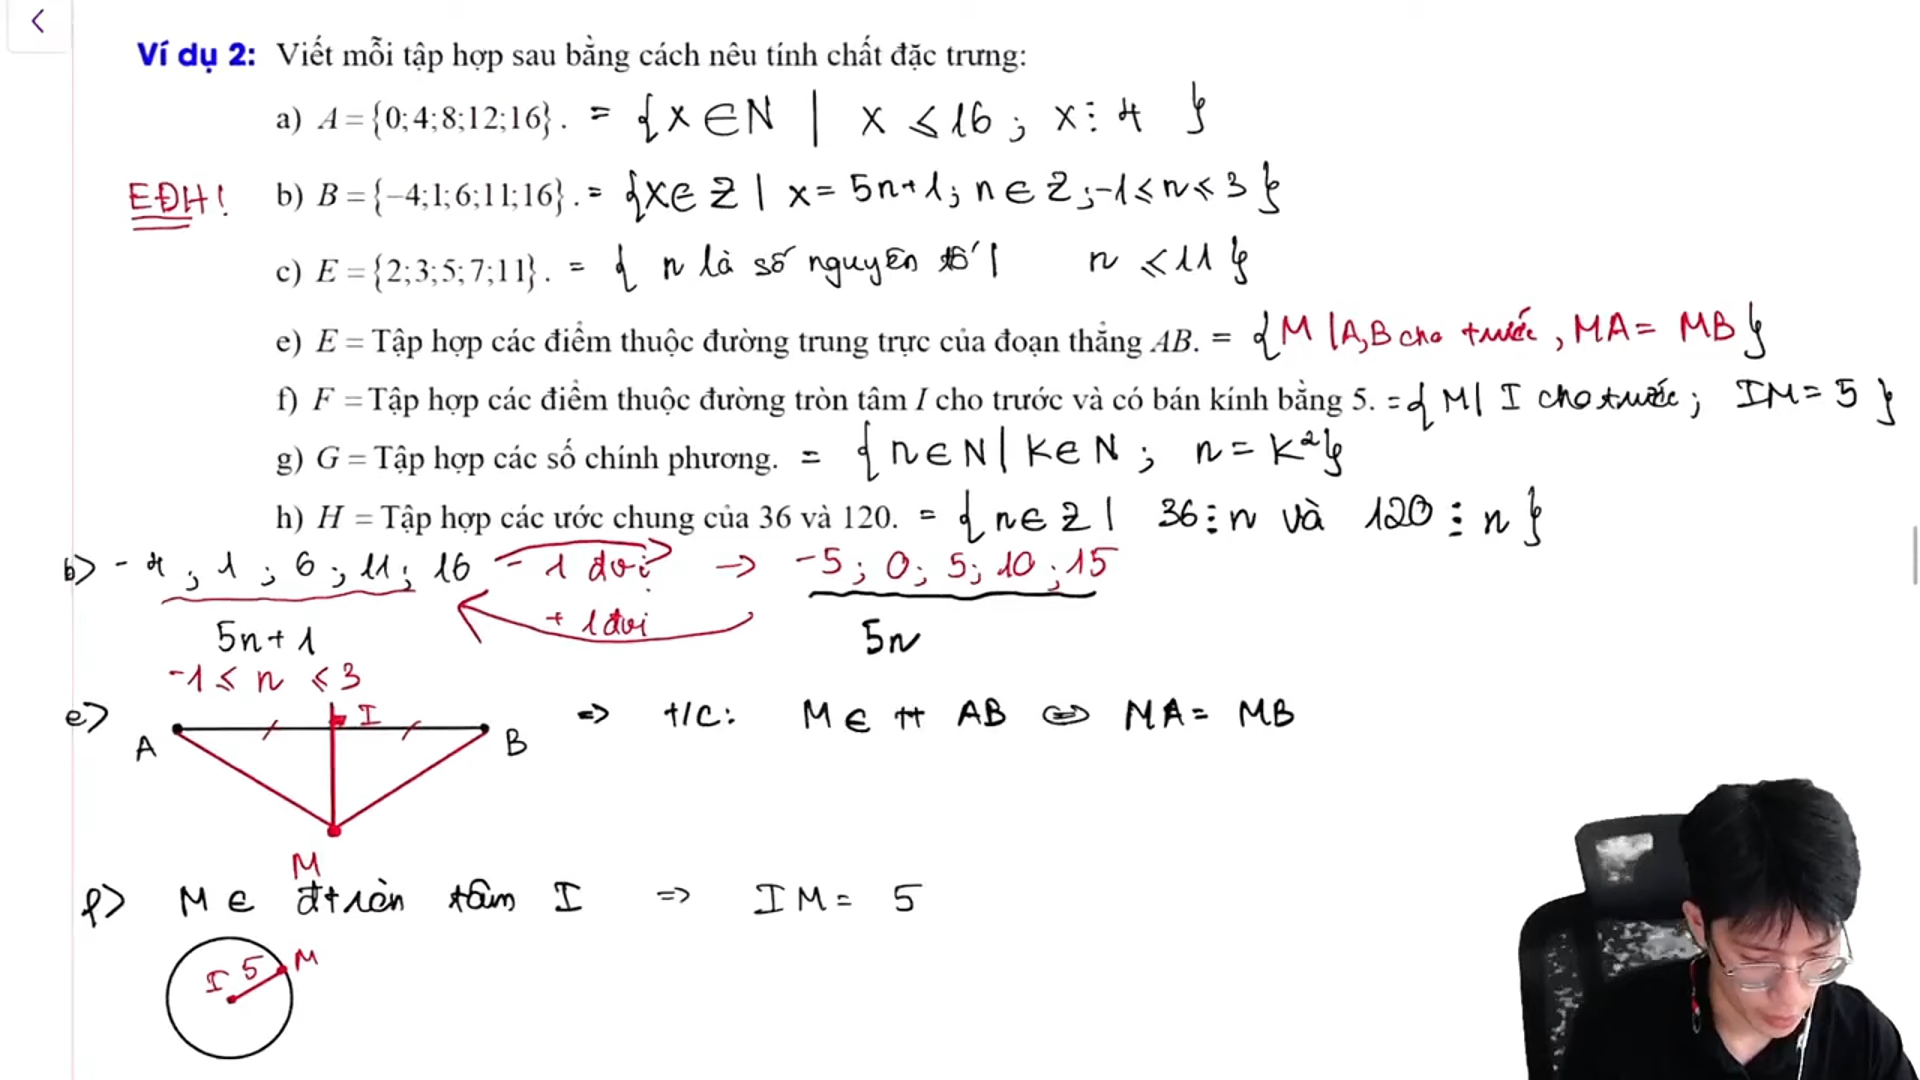 Ví dụ 2: Viết mỗi tập hợp sau bằng cách nêu tính chất đặc trưng:
a) A = {0;4;8;12;16}. = {x ∈ N | x ⩽ 16 ; x ⋮ 4 }
EĐH! b) B = {−4;1;6;11;16}. = {x ∈ Z | x = 5n+1 ; n ∈ Z ; -1 ⩽ n ⩽ 3 }
c) E = {2;3;5;7;11}. = { n là số nguyên tố | n ⩽ 11 }
e) E = Tập hợp các điểm thuộc đường trung trực của đoạn thẳng AB. = {M | A,B cho trước , MA = MB }
f) F = Tập hợp các điểm thuộc đường tròn tâm I cho trước và có bán kính bằng 5. = { M | I cho trước ; IM = 5 }
g) G = Tập hợp các số chính phương. = { n ∈ N | k ∈ N ; n = k² }
h) H = Tập hợp các ước chung của 36 và 120. = { n ∈ Z | 36 ⋮ n và 120 ⋮ n }
b> -4 ; 1 ; 6 ; 11 ; 16 - 1 đvị → -5 ; 0 ; 5 ; 10 ; 15
+ 1 đvị
5n + 1 5n
-1 ⩽ n ⩽ 3
e> A I B => t/c: M ∈ tt AB <=> MA = MB
M
f> M ∈ đtròn tâm I => IM = 5
I 5 M